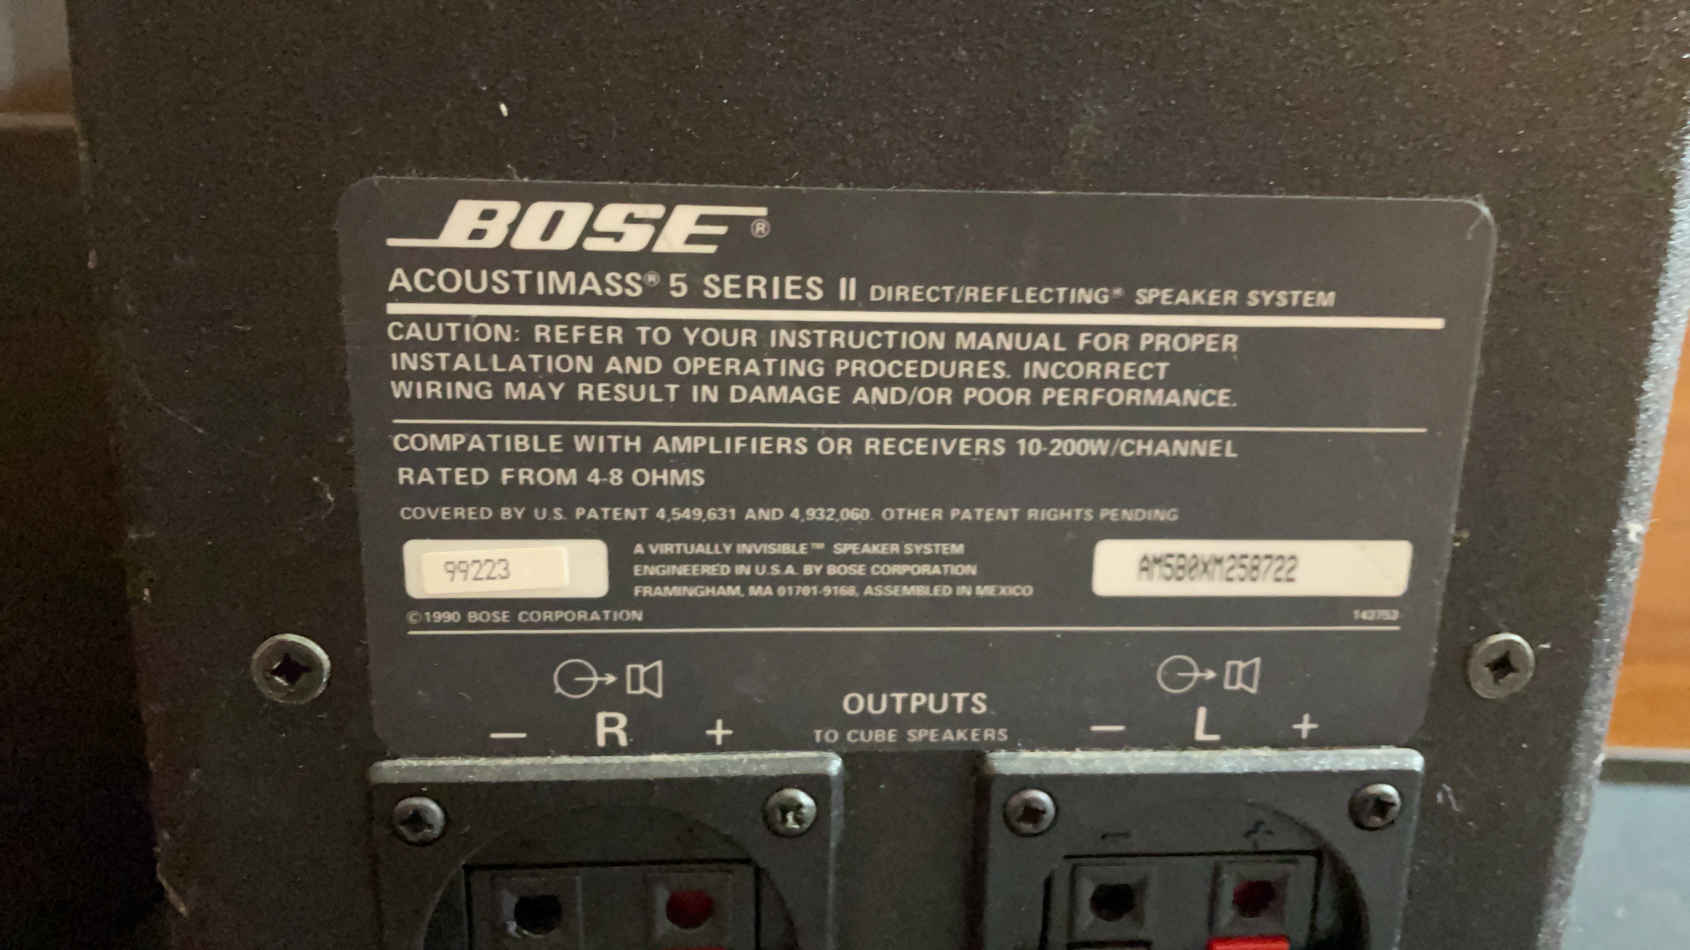 BOSE®
ACOUSTIMASS® 5 SERIES II DIRECT/REFLECTING® SPEAKER SYSTEM
CAUTION: REFER TO YOUR INSTRUCTION MANUAL FOR PROPER
INSTALLATION AND OPERATING PROCEDURES. INCORRECT
WIRING MAY RESULT IN DAMAGE AND/OR POOR PERFORMANCE.
COMPATIBLE WITH AMPLIFIERS OR RECEIVERS 10-200W/CHANNEL
RATED FROM 4-8 OHMS
COVERED BY U.S. PATENT 4,549,631 AND 4,932,060. OTHER PATENT RIGHTS PENDING
99223
A VIRTUALLY INVISIBLE™ SPEAKER SYSTEM
ENGINEERED IN U.S.A. BY BOSE CORPORATION
FRAMINGHAM, MA 01701-9168, ASSEMBLED IN MEXICO
AM5B0XM258722
©1990 BOSE CORPORATION
143753
- R +
OUTPUTS
TO CUBE SPEAKERS
- L +
- +